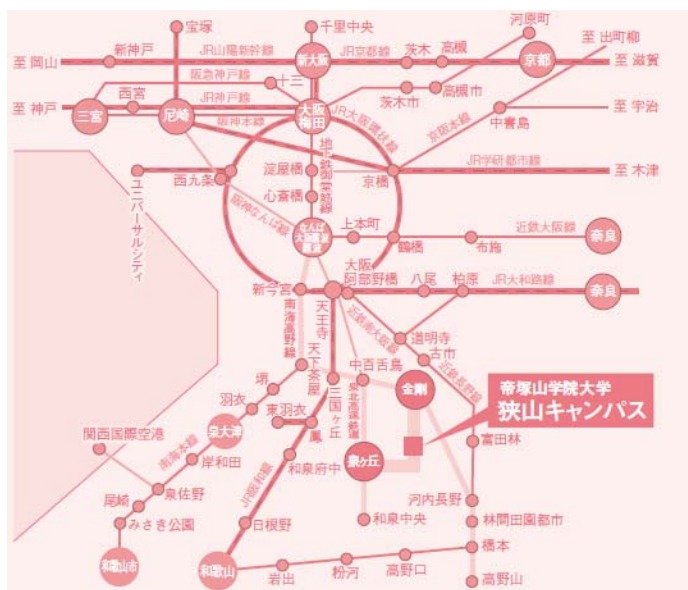 宝塚
千里中央
河原町
至 出町柳
新神戸
JR山陽新幹線
新大阪
JR京都線
茨木
高槻
京都
至 岡山
至 滋賀
阪急神戸線
十三
茨木市
高槻市
西宮
JR神戸線
至 神戸
三宮
尼崎
阪神本線
大阪
梅田
JR大阪環状線
京阪本線
中書島
至 宇治
地下鉄御堂筋線
淀屋橋
京橋
JR学研都市線
至 木津
ユニバーサルシティ
西九条
心斎橋
阪神なんば線
なんば
大阪難波
難波
上本町
鶴橋
布施
近鉄大阪線
奈良
新今宮
天王寺
大阪
阿部野橋
八尾
柏原
JR大和路線
奈良
南海高野線
近鉄南大阪線
道明寺
古市
天下茶屋
中百舌鳥
近鉄長野線
堺
羽衣
東羽衣
鳳
三国ヶ丘
泉北高速鉄道
金剛
帝塚山学院大学
狭山キャンパス
泉大津
関西国際空港
南海本線
岸和田
JR阪和線
和泉府中
泉ヶ丘
富田林
泉佐野
尾崎
みさき公園
日根野
和泉中央
河内長野
林間田園都市
橋本
和歌山市
和歌山
岩出
粉河
高野口
高野山